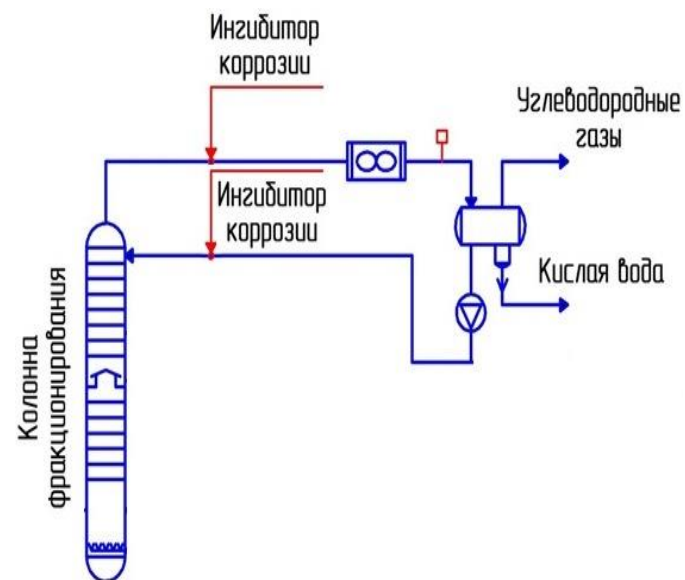 Ингибитор
коррозии
Углеводородные
газы
Ингибитор
коррозии
Кислая вода
Колонна
фракционирования